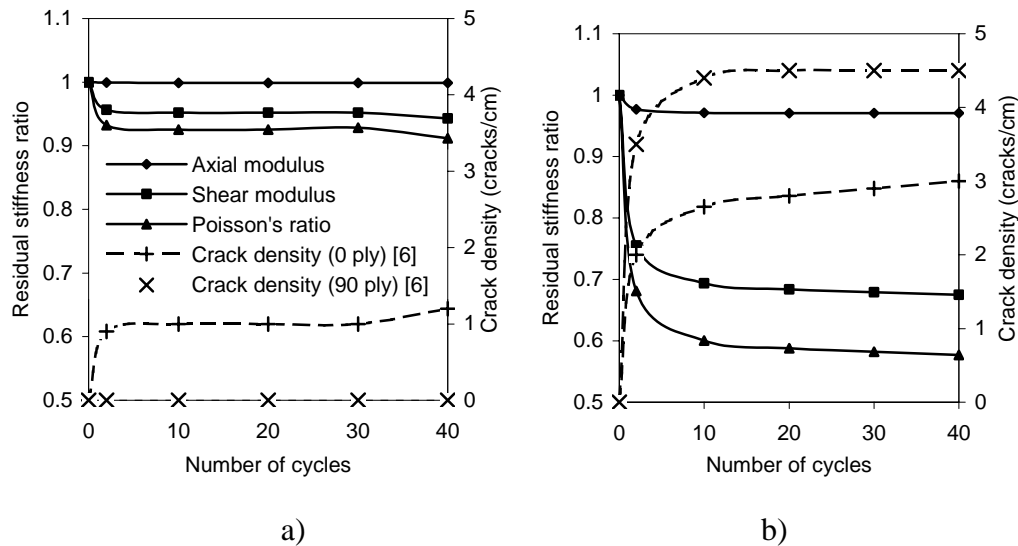 1.1
1
0.9
0.8
0.7
0.6
0.5
Residual stiffness ratio
5
4
3
2
1
0
Crack density (cracks/cm)
Axial modulus
Shear modulus
Poisson's ratio
Crack density (0 ply) [6]
Crack density (90 ply) [6]
0 10 20 30 40
Number of cycles
a)
1.1
1
0.9
0.8
0.7
0.6
0.5
Residual stiffness ratio
5
4
3
2
1
0
Crack density (cracks/cm)
0 10 20 30 40
Number of cycles
b)